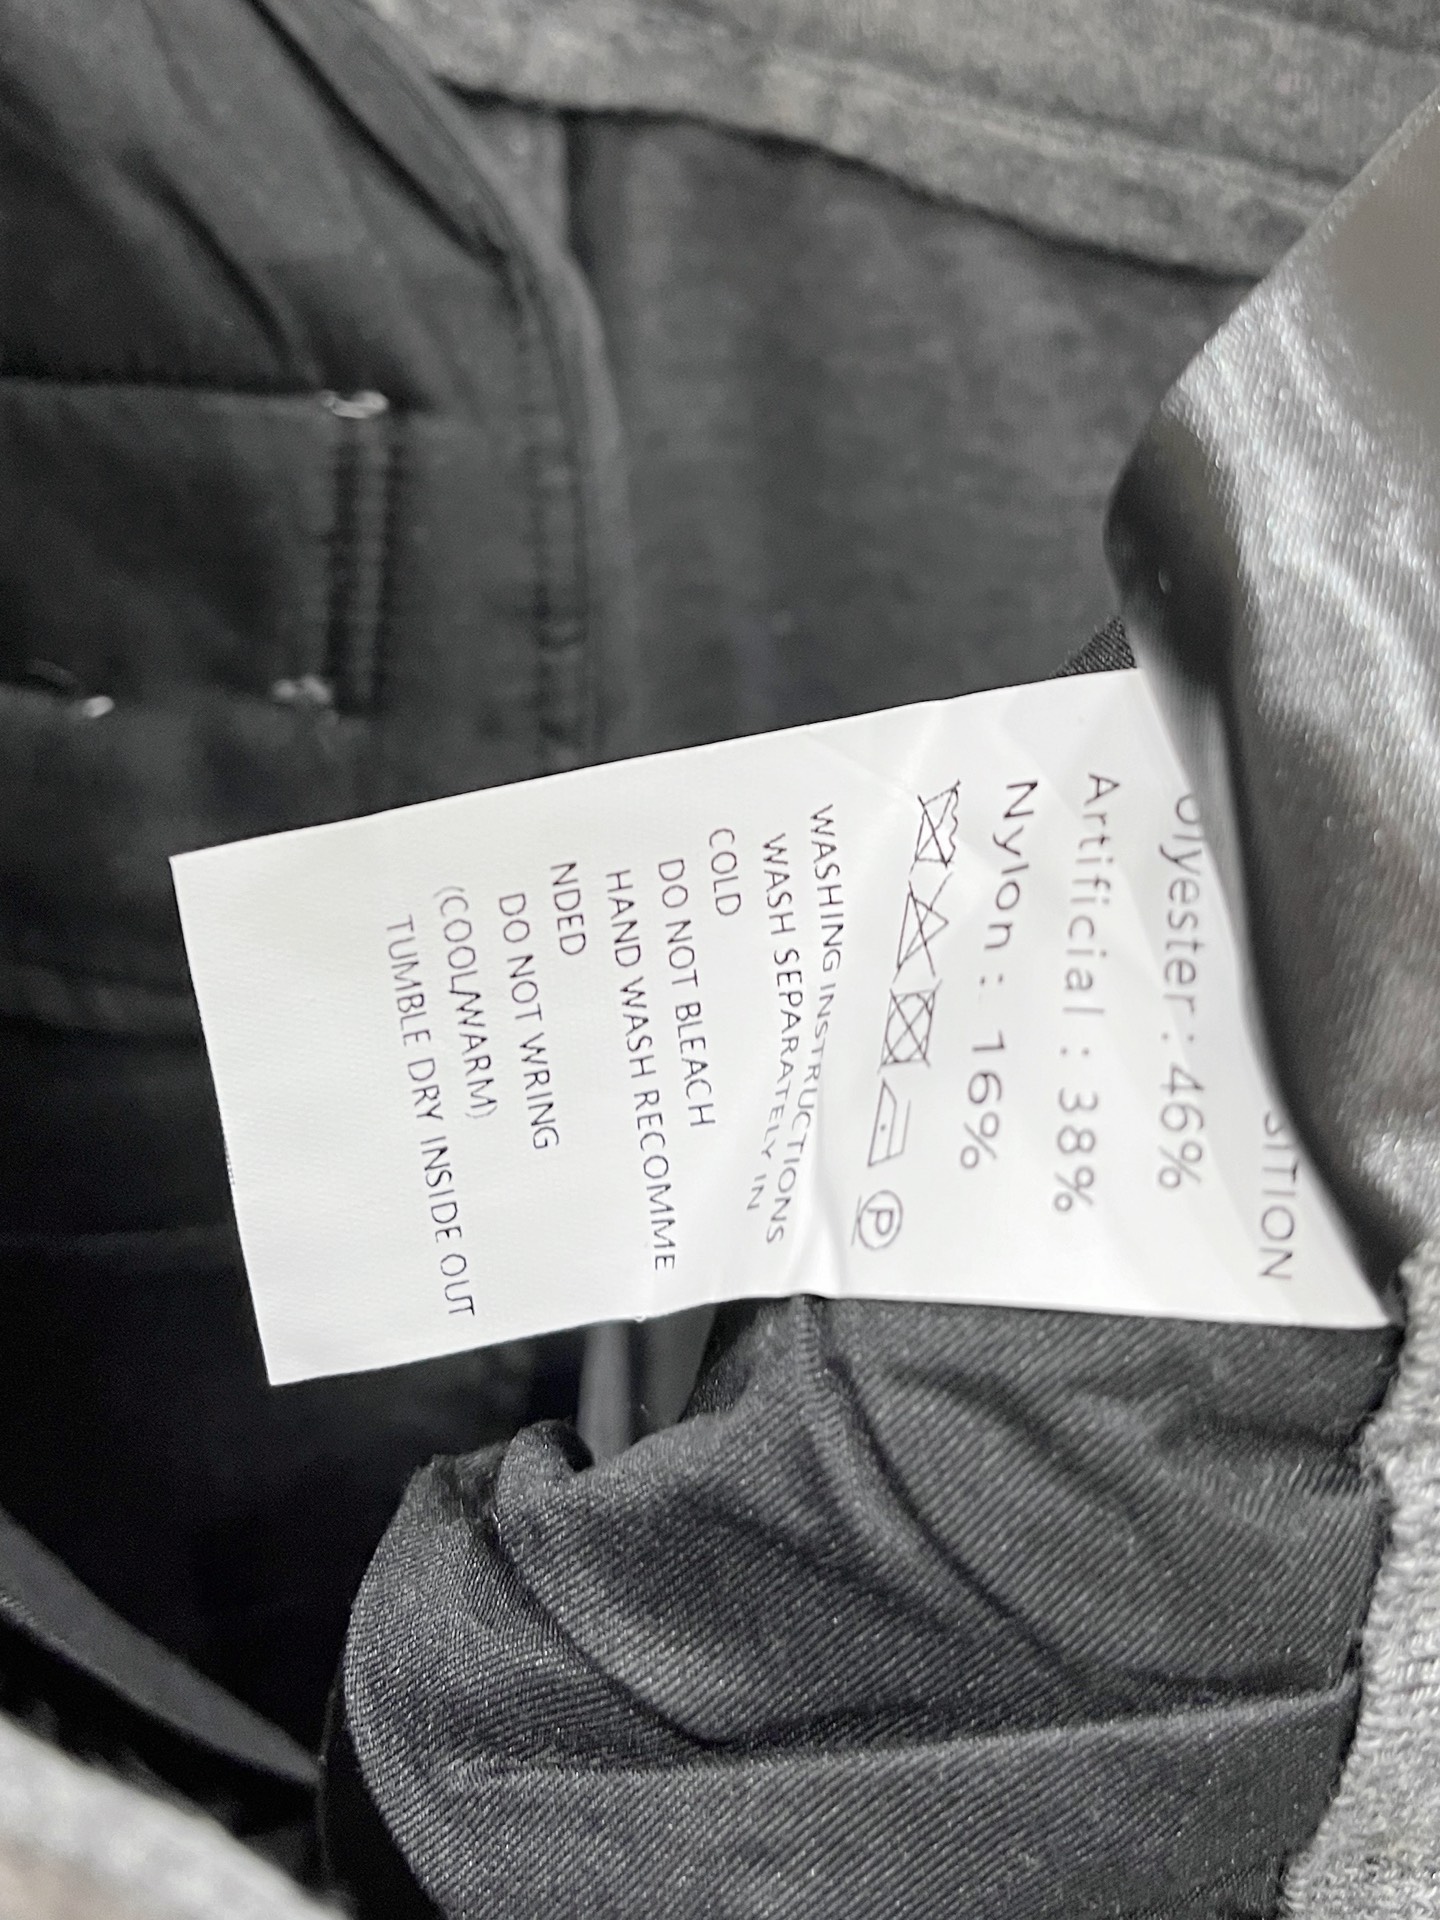 SITION
olyester : 46%
Artificial : 38%
Nylon : 16%
P
WASHING INSTRUCTIONS
WASH SEPARATELY IN
COLD
DO NOT BLEACH
HAND WASH RECOMME
NDED
DO NOT WRING
(COOL/WARM)
TUMBLE DRY INSIDE OUT